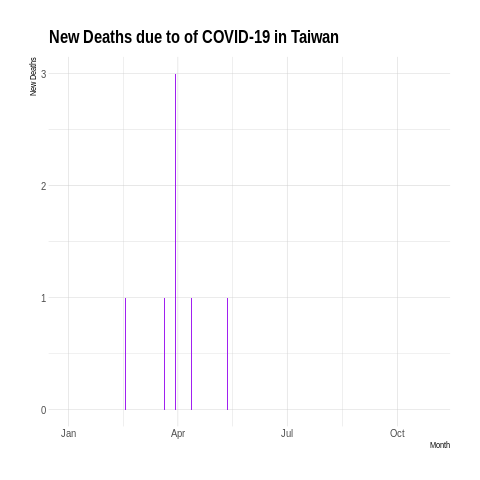 New Deaths due to of COVID-19 in Taiwan
New Deaths
3
2
1
0
Jan Apr Jul Oct
Month